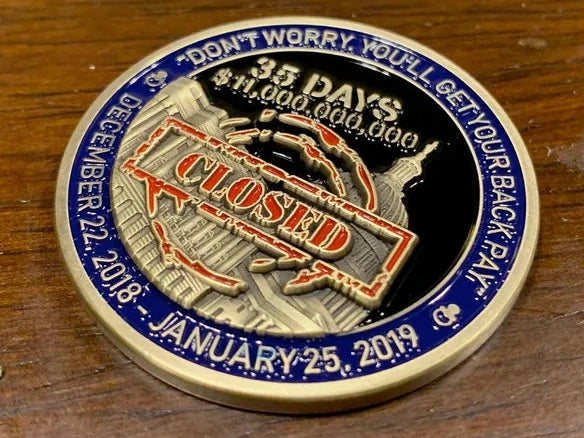 "DON'T WORRY, YOU'LL GET YOUR BACK PAY"
35 DAYS
$11,000,000,000
CLOSED
DECEMBER 22, 2018 - JANUARY 25, 2019